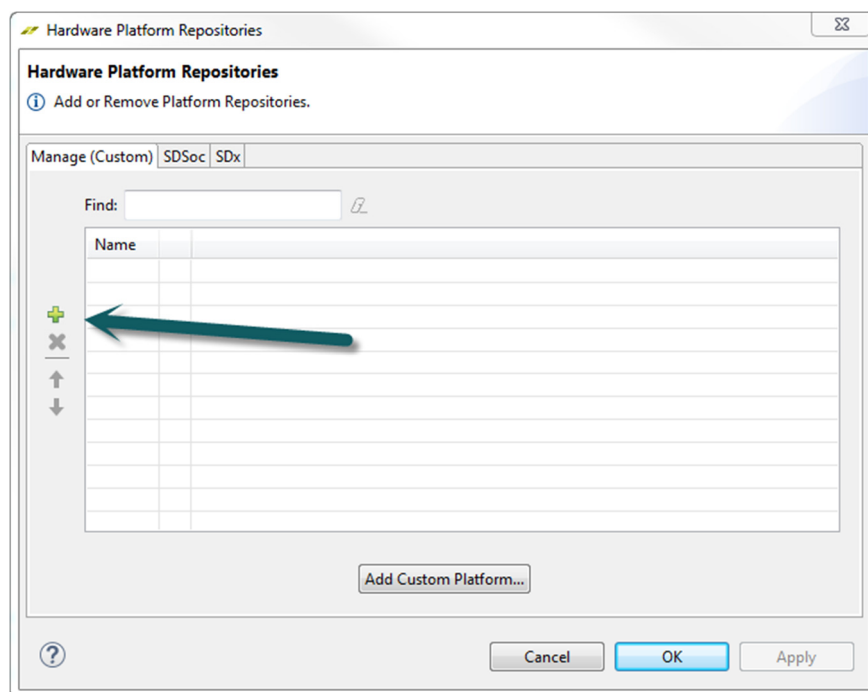 Hardware Platform Repositories
Hardware Platform Repositories
Add or Remove Platform Repositories.
Manage (Custom) SDSoc SDx
Find:
Name
Add Custom Platform...
Cancel OK Apply